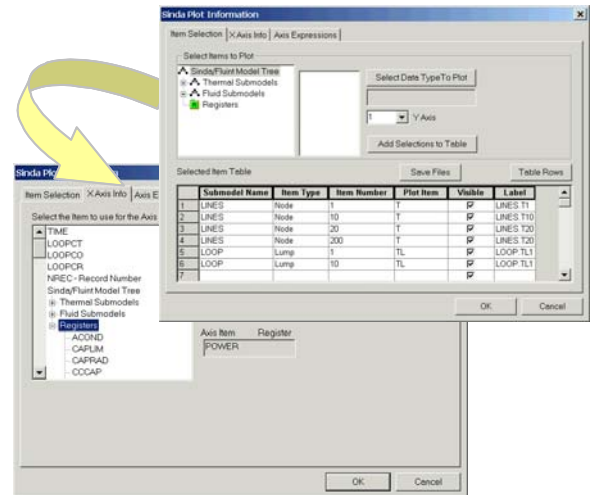 Sinda Plot Information
Item Selection X Axis Info Axis Expressions
Select Items to Plot
Sinda/Fluint Model Tree
Thermal Submodels
Fluid Submodels
Registers
Select Data Type To Plot
1 Y Axis
Add Selections to Table
Selected Item Table Save Files Table Rows
Submodel Name Item Type Item Number Plot Item Visible Label
1 LINES Node 1 T LINES.T1
2 LINES Node 10 T LINES.T10
3 LINES Node 20 T LINES.T20
4 LINES Node 200 T LINES.T20
5 LOOP Lump 1 TL LOOP.TL1
6 LOOP Lump 10 TL LOOP.TL1
7
OK Cancel
Sinda Plo
Item Selection X Axis Info Axis E
Select the Item to use for the Axis
TIME
LOOPCT
LOOPCO
LOOPCR
NREC - Record Number
Sinda/Fluint Model Tree
Thermal Submodels
Fluid Submodels
Registers
ACOND
CAPLIM
CAPRAD
CCCAP
Axis Item Register
POWER
OK Cancel